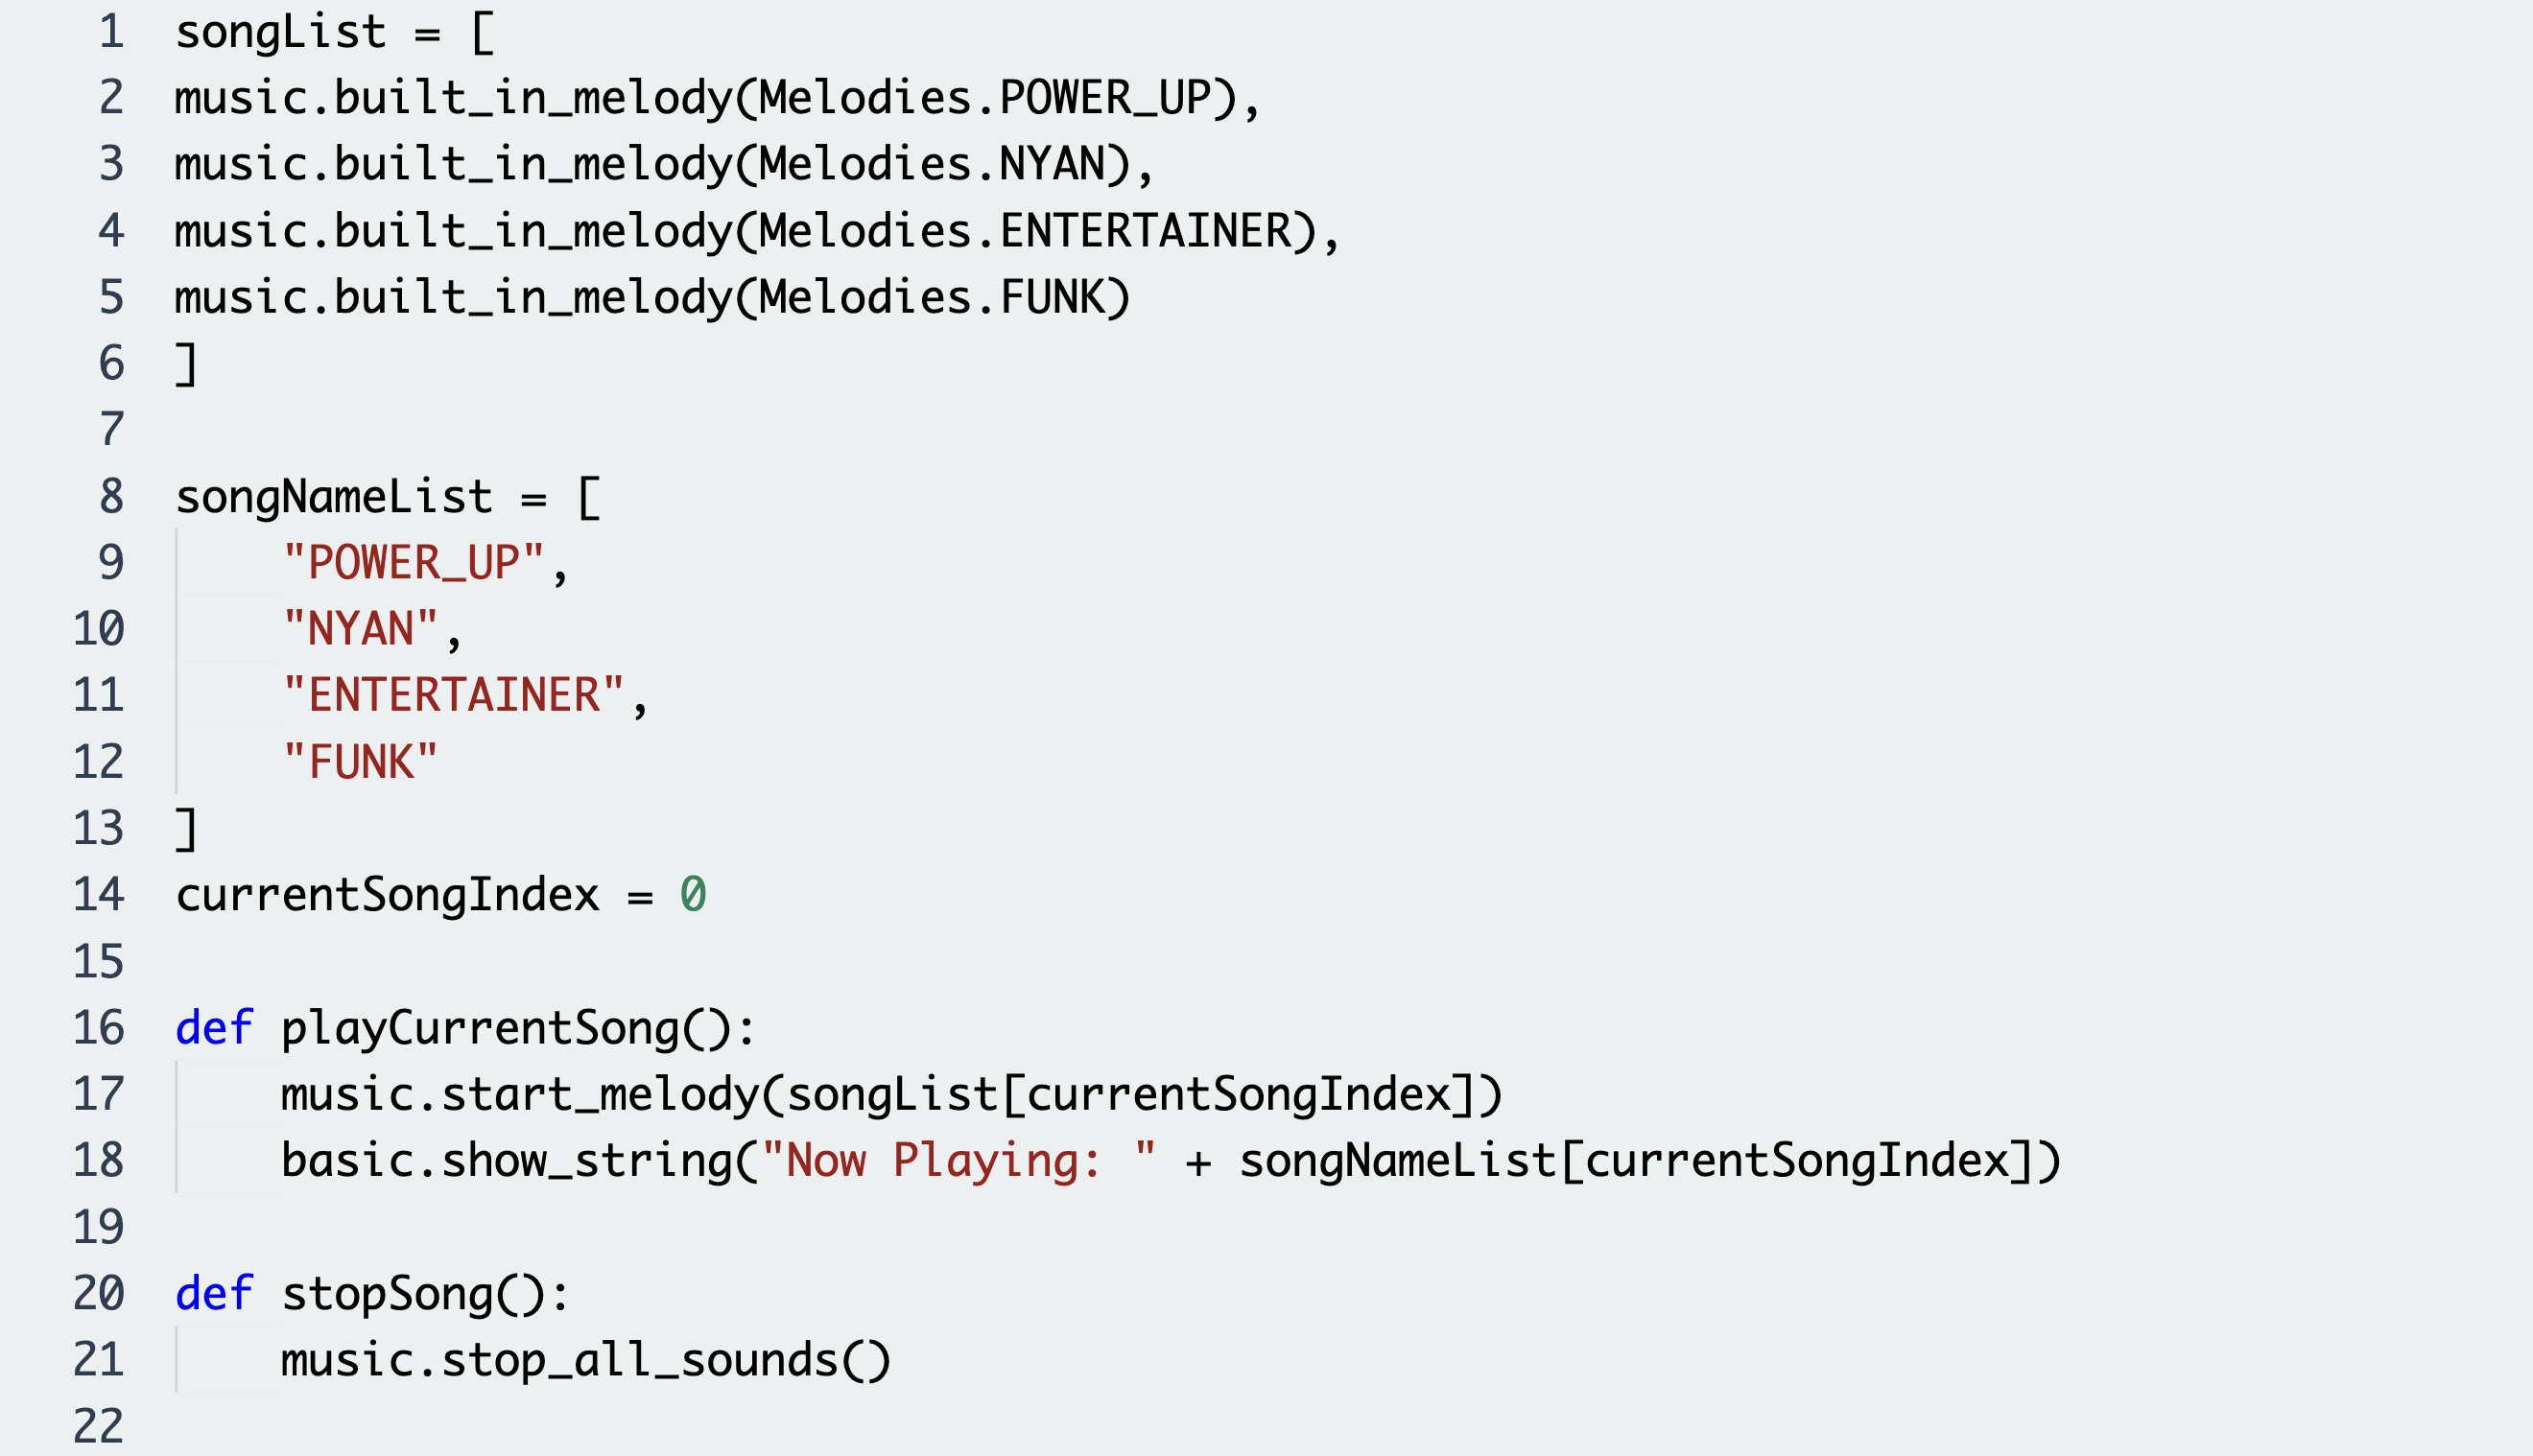 1 songList = [
2 music.built_in_melody(Melodies.POWER_UP),
3 music.built_in_melody(Melodies.NYAN),
4 music.built_in_melody(Melodies.ENTERTAINER),
5 music.built_in_melody(Melodies.FUNK)
6 ]
7
8 songNameList = [
9     "POWER_UP",
10     "NYAN",
11     "ENTERTAINER",
12     "FUNK"
13 ]
14 currentSongIndex = 0
15
16 def playCurrentSong():
17     music.start_melody(songList[currentSongIndex])
18     basic.show_string("Now Playing: " + songNameList[currentSongIndex])
19
20 def stopSong():
21     music.stop_all_sounds()
22